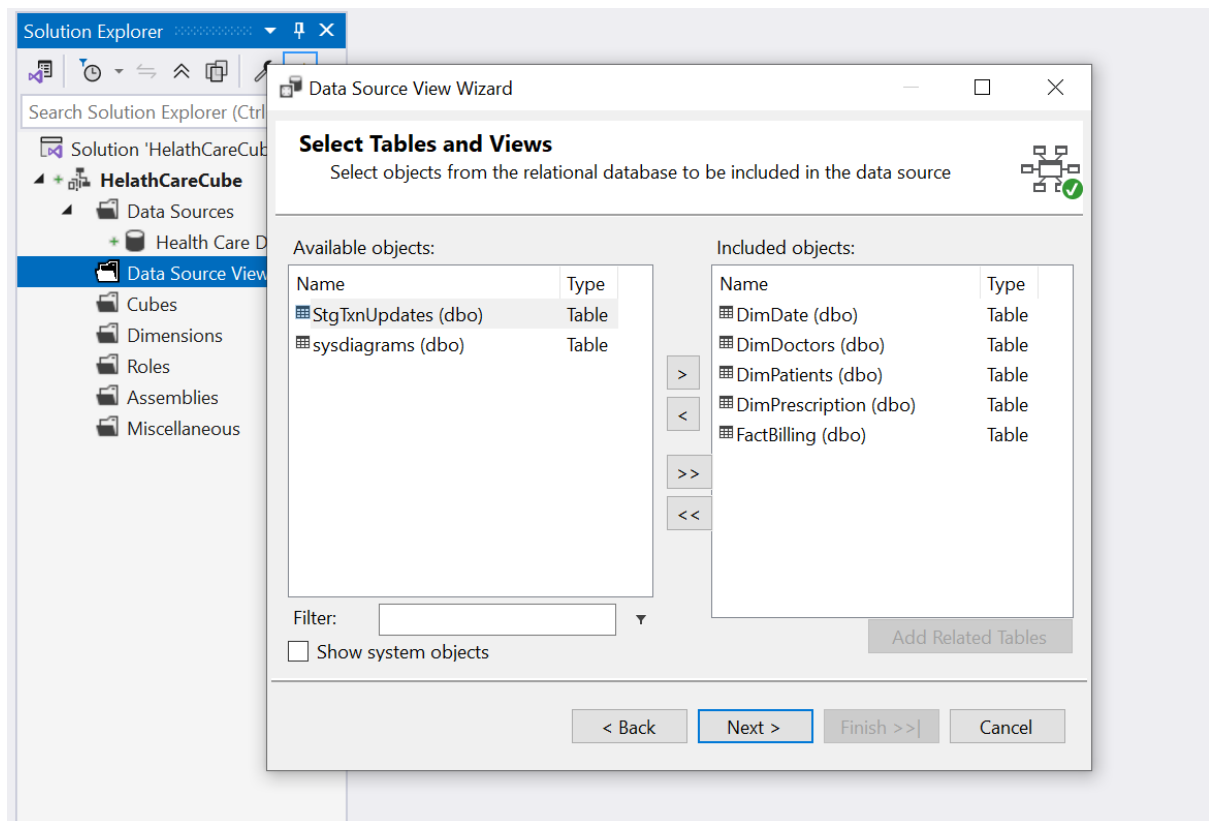 Solution Explorer
Search Solution Explorer (Ctrl
Solution 'HelathCareCub
HelathCareCube
Data Sources
Health Care D
Data Source View
Cubes
Dimensions
Roles
Assemblies
Miscellaneous
Data Source View Wizard
Select Tables and Views
Select objects from the relational database to be included in the data source
Available objects:
Name Type
StgTxnUpdates (dbo) Table
sysdiagrams (dbo) Table
Filter:
Show system objects
>
<
>>
<<
Included objects:
Name Type
DimDate (dbo) Table
DimDoctors (dbo) Table
DimPatients (dbo) Table
DimPrescription (dbo) Table
FactBilling (dbo) Table
Add Related Tables
< Back Next > Finish >>| Cancel